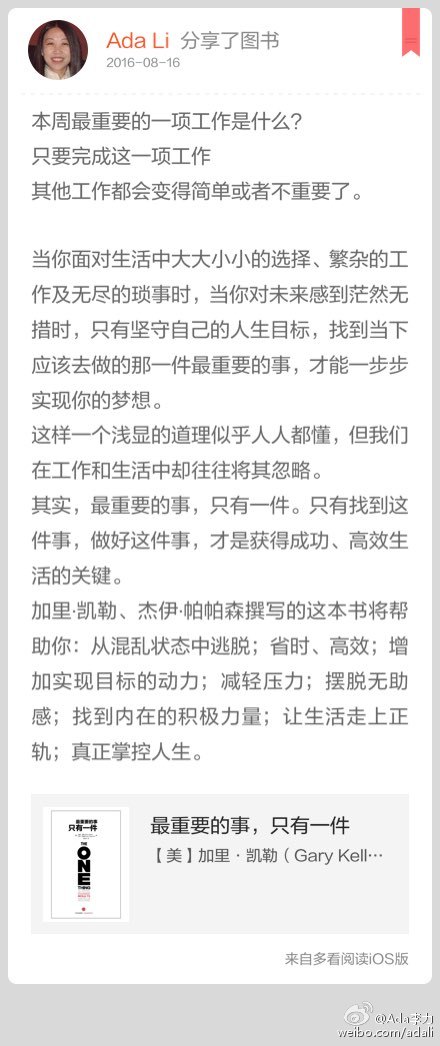 Ada Li 分享了图书
2016-08-16
本周最重要的一项工作是什么？
只要完成这一项工作
其他工作都会变得简单或者不重要了。
当你面对生活中大大小小的选择、繁杂的工
作及无尽的琐事时，当你对未来感到茫然无
措时，只有坚守自己的人生目标，找到当下
应该去做的那一件最重要的事，才能一步步
实现你的梦想。
这样一个浅显的道理似乎人人都懂，但我们
在工作和生活中却往往将其忽略。
其实，最重要的事，只有一件。只有找到这
件事，做好这件事，才是获得成功、高效生
活的关键。
加里·凯勒、杰伊·帕帕森撰写的这本书将帮
助你：从混乱状态中逃脱；省时、高效；增
加实现目标的动力；减轻压力；摆脱无助
感；找到内在的积极力量；让生活走上正
轨；真正掌控人生。
最重要的事
只有一件
THE
ONE
THING
最重要的事，只有一件
【美】加里·凯勒（Gary Kell…
来自多看阅读iOS版
@Ada李力
weibo.com/adali